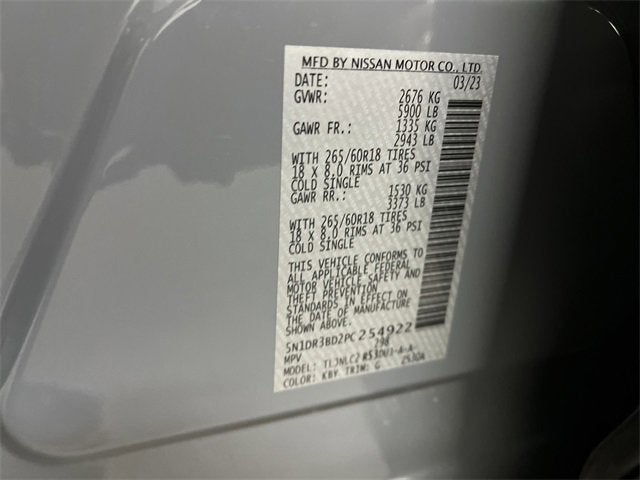 MFD BY NISSAN MOTOR CO., LTD.
DATE: 03/23
GVWR: 2676 KG
5900 LB
GAWR FR.: 1335 KG
2943 LB
WITH 265/60R18 TIRES
18 X 8.0 RIMS AT 36 PSI
COLD SINGLE
GAWR RR.: 1530 KG
3373 LB
WITH 265/60R18 TIRES
18 X 8.0 RIMS AT 36 PSI
COLD SINGLE
THIS VEHICLE CONFORMS TO
ALL APPLICABLE FEDERAL
MOTOR VEHICLE SAFETY AND
THEFT PREVENTION
STANDARDS IN EFFECT ON
THE DATE OF MANUFACTURE
SHOWN ABOVE
5N1DR3BD2PC254922
MPV 298
MODEL:
COLOR: KBY TRIM: G